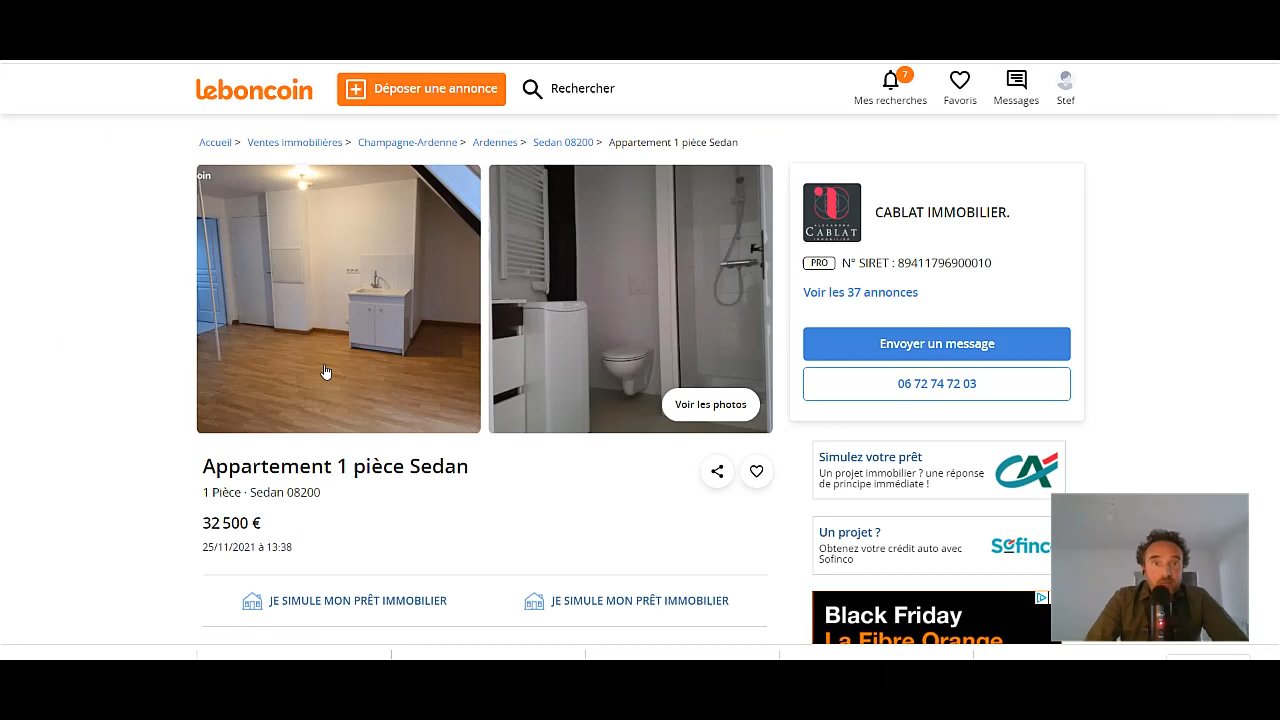 leboncoin
Déposer une annonce
Rechercher
7
Mes recherches
Favoris
Messages
Stef
Accueil > Ventes immobilières > Champagne-Ardenne > Ardennes > Sedan 08200 > Appartement 1 pièce Sedan
oin
Voir les photos
CABLAT
CABLAT IMMOBILIER.
PRO N° SIRET : 89411796900010
Voir les 37 annonces
Envoyer un message
06 72 74 72 03
Appartement 1 pièce Sedan
1 Pièce · Sedan 08200
32 500 €
25/11/2021 à 13:38
JE SIMULE MON PRÊT IMMOBILIER
JE SIMULE MON PRÊT IMMOBILIER
Simulez votre prêt
Un projet immobilier ? une réponse
de principe immédiate !
CA
Un projet ?
Obtenez votre crédit auto avec
Sofinco
Sofinc
Black Friday
La Fibre Orange